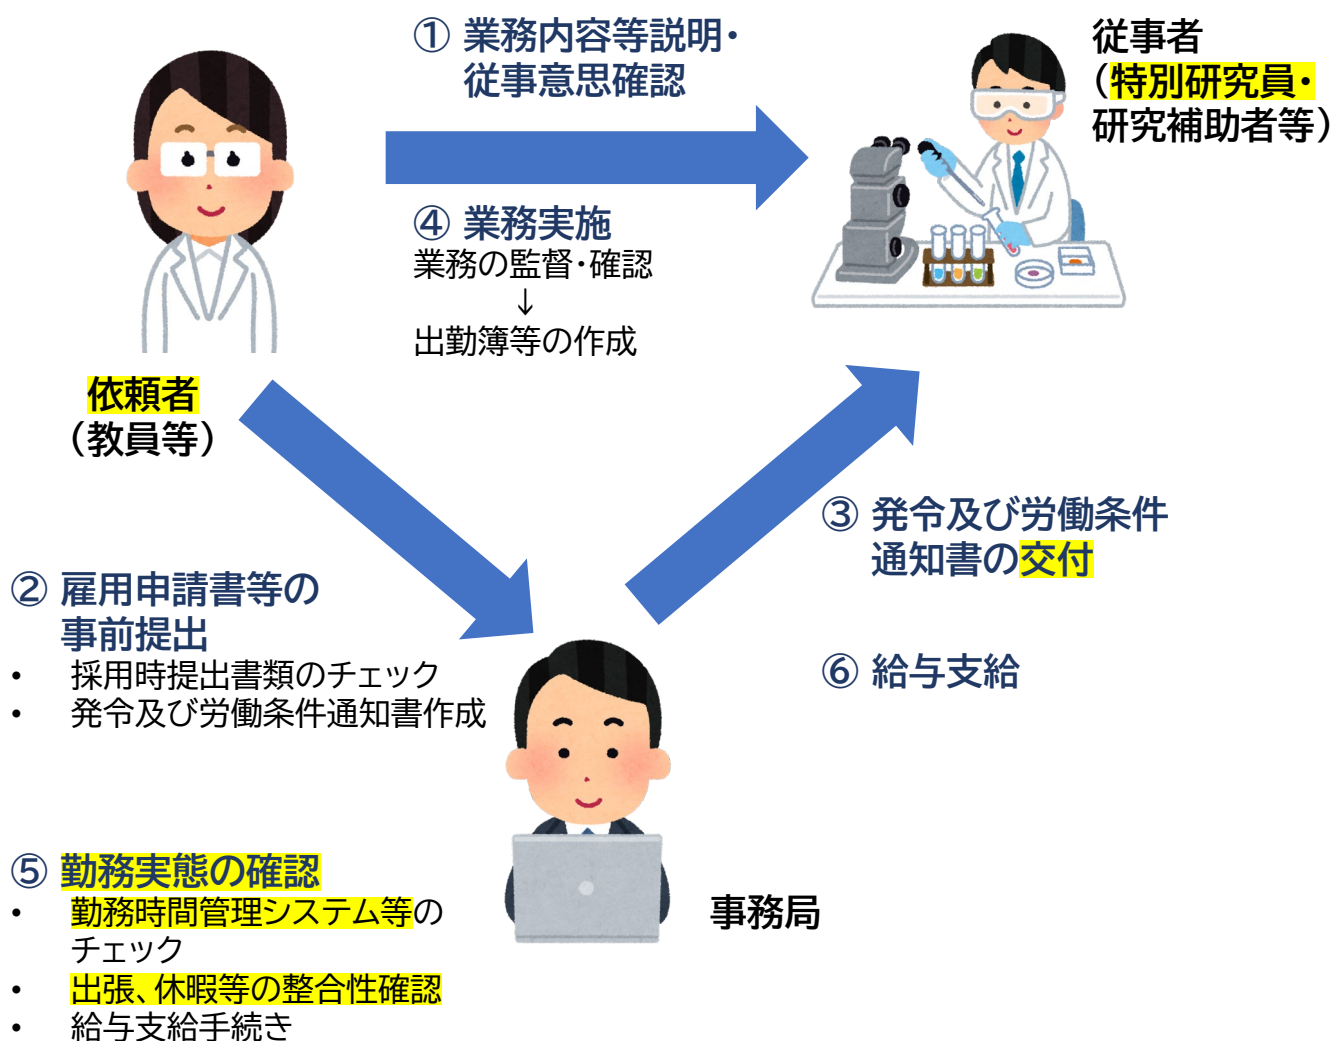 ① 業務内容等説明・
従事意思確認
従事者
（特別研究員・
研究補助者等）
④ 業務実施
業務の監督・確認
↓
出勤簿等の作成
依頼者
（教員等）
③ 発令及び労働条件
通知書の交付
② 雇用申請書等の
事前提出
• 採用時提出書類のチェック
• 発令及び労働条件通知書作成
⑥ 給与支給
⑤ 勤務実態の確認
• 勤務時間管理システム等の
チェック
• 出張、休暇等の整合性確認
• 給与支給手続き
事務局